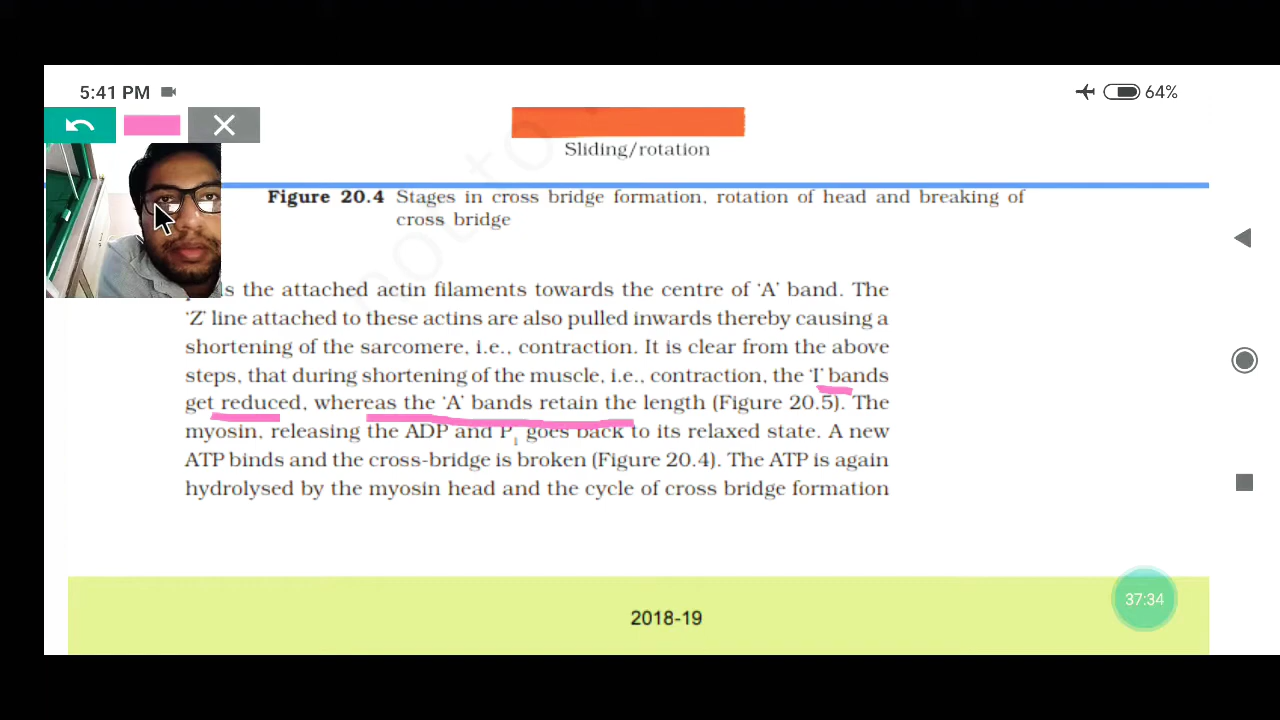 5:41 PM
64%
Sliding/rotation
Figure 20.4 Stages in cross bridge formation, rotation of head and breaking of
cross bridge
the attached actin filaments towards the centre of ‘A’ band. The
‘Z’ line attached to these actins are also pulled inwards thereby causing a
shortening of the sarcomere, i.e., contraction. It is clear from the above
steps, that during shortening of the muscle, i.e., contraction, the ‘I’ bands
get reduced, whereas the ‘A’ bands retain the length (Figure 20.5). The
myosin, releasing the ADP and Pi goes back to its relaxed state. A new
ATP binds and the cross-bridge is broken (Figure 20.4). The ATP is again
hydrolysed by the myosin head and the cycle of cross bridge formation
2018-19
37:34